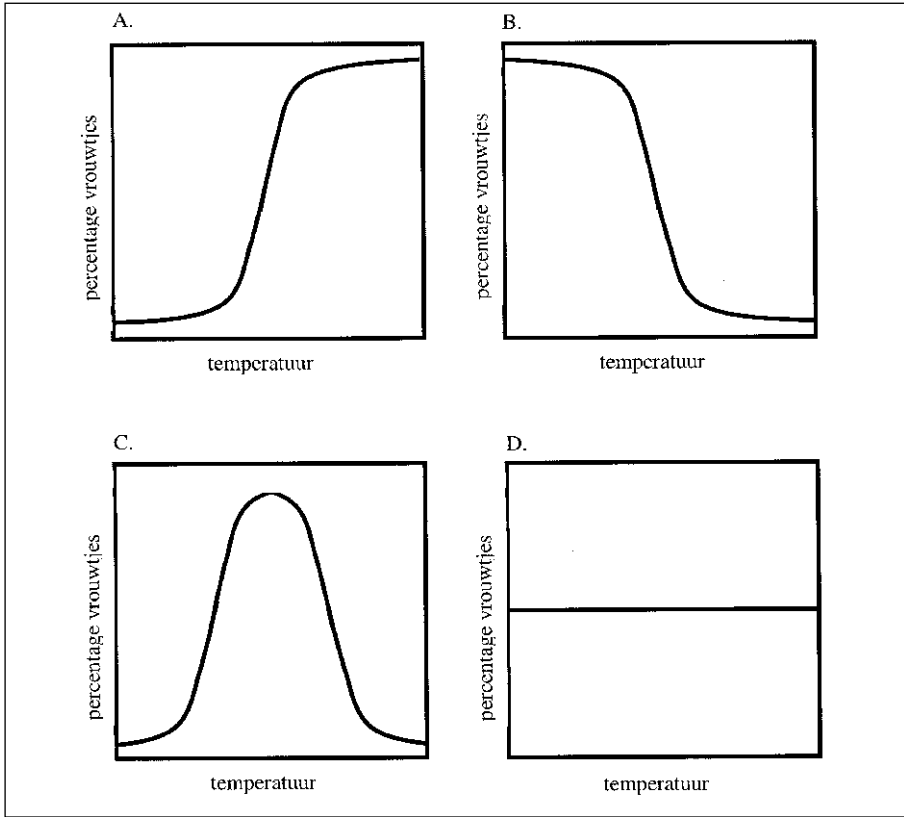 A.
percentage vrouwtjes
temperatuur
B.
percentage vrouwtjes
temperatuur
C.
percentage vrouwtjes
temperatuur
D.
percentage vrouwtjes
temperatuur